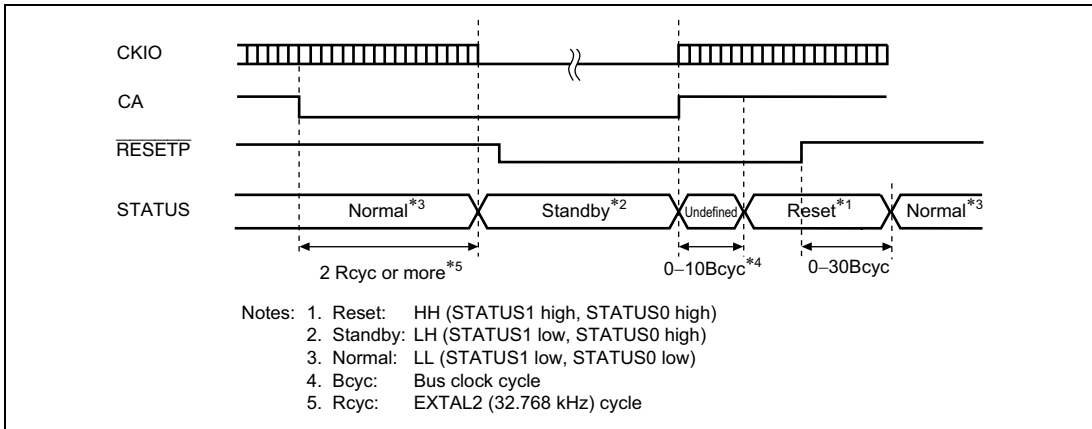 CKIO
CA
RESETP
STATUS
Normal*3 Standby*2 Undefined Reset*1 Normal*3
2 Rcyc or more*5 0–10Bcyc*4 0–30Bcyc
Notes: 1. Reset: HH (STATUS1 high, STATUS0 high)
2. Standby: LH (STATUS1 low, STATUS0 high)
3. Normal: LL (STATUS1 low, STATUS0 low)
4. Bcyc: Bus clock cycle
5. Rcyc: EXTAL2 (32.768 kHz) cycle